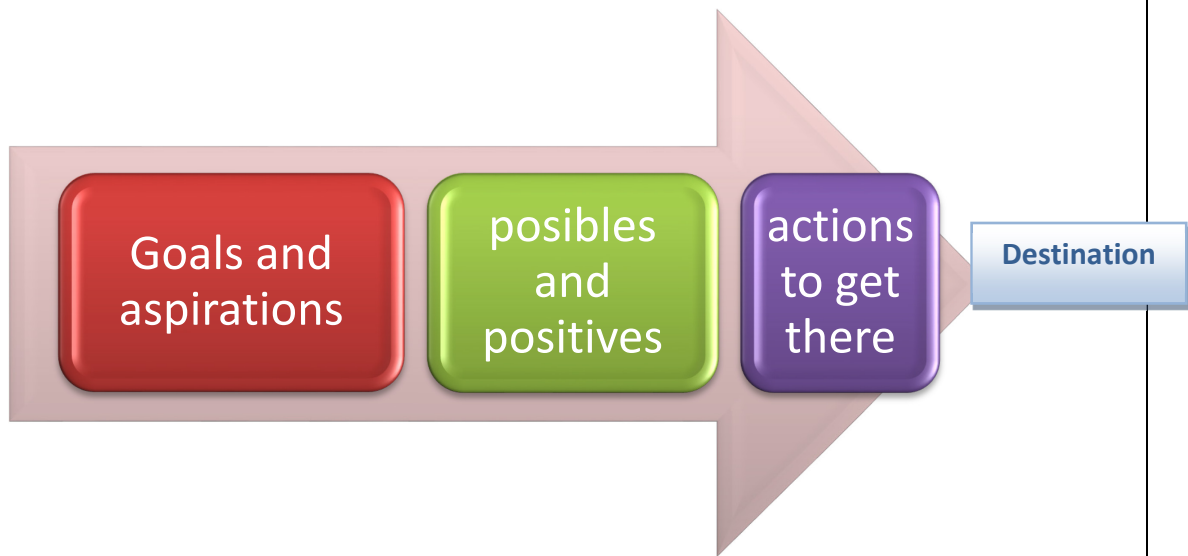 Goals and
aspirations
posibles
and
positives
actions
to get
there
Destination